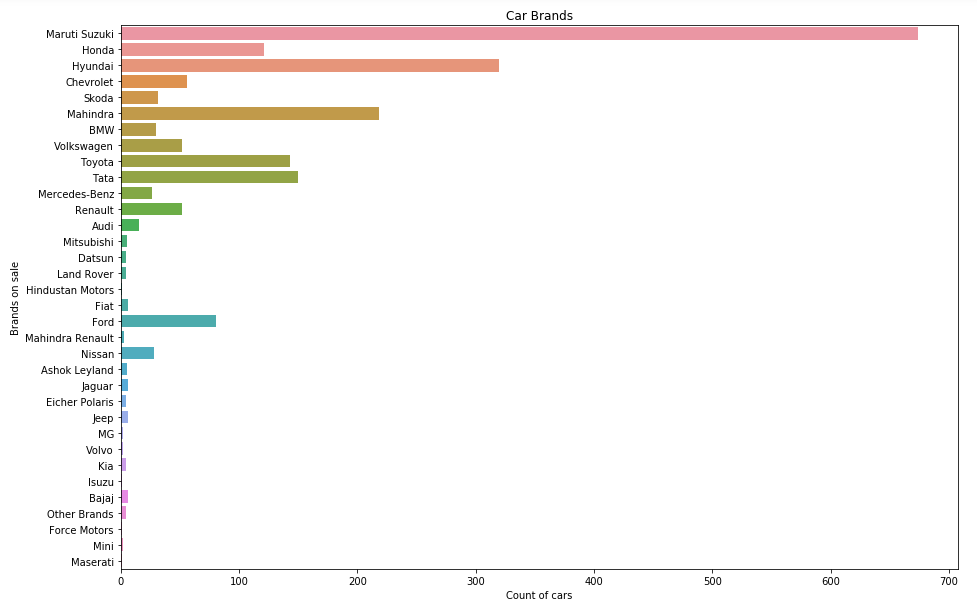 Car Brands
Maruti Suzuki
Honda
Hyundai
Chevrolet
Skoda
Mahindra
BMW
Volkswagen
Toyota
Tata
Mercedes-Benz
Renault
Audi
Mitsubishi
Datsun
Land Rover
Hindustan Motors
Fiat
Ford
Mahindra Renault
Nissan
Ashok Leyland
Jaguar
Eicher Polaris
Jeep
MG
Volvo
Kia
Isuzu
Bajaj
Other Brands
Force Motors
Mini
Maserati
Brands on sale
0 100 200 300 400 500 600 700
Count of cars